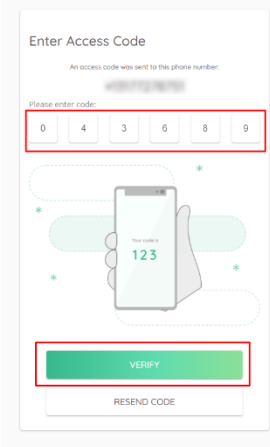 Enter Access Code
An access code was sent to this phone number:
Please enter code:
0 4 3 6 8 9
Your code is
123
VERIFY
RESEND CODE